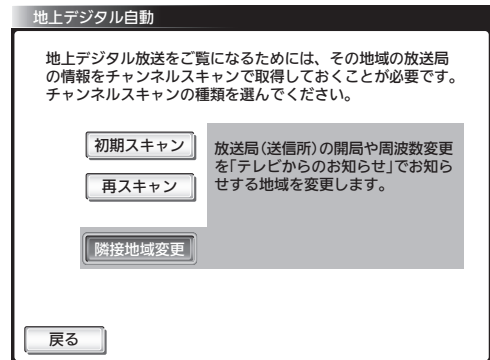 地上デジタル自動
地上デジタル放送をご覧になるためには、その地域の放送局
の情報をチャンネルスキャンで取得しておくことが必要です。
チャンネルスキャンの種類を選んでください。
初期スキャン
再スキャン
隣接地域変更
放送局(送信所)の開局や周波数変更
を「テレビからのお知らせ」でお知ら
せする地域を変更します。
戻る